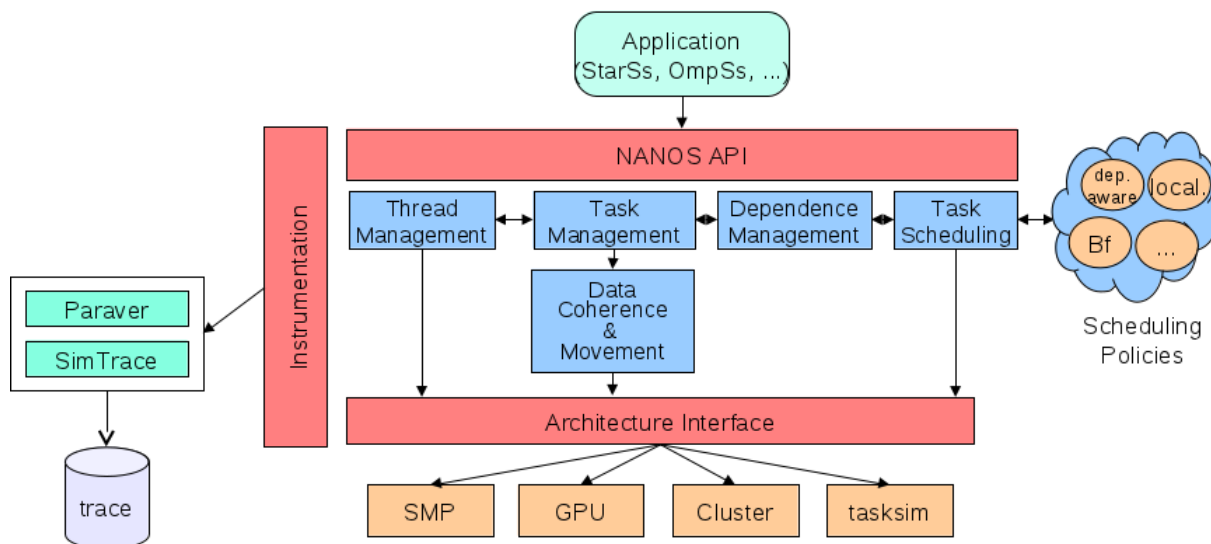 Application
(StarSs, OmpSs, ...)
NANOS API
Instrumentation
Thread
Management
Task
Management
Dependence
Management
Task
Scheduling
dep.
aware
local.
Bf
...
Scheduling
Policies
Data
Coherence
&
Movement
Paraver
SimTrace
trace
Architecture Interface
SMP
GPU
Cluster
tasksim